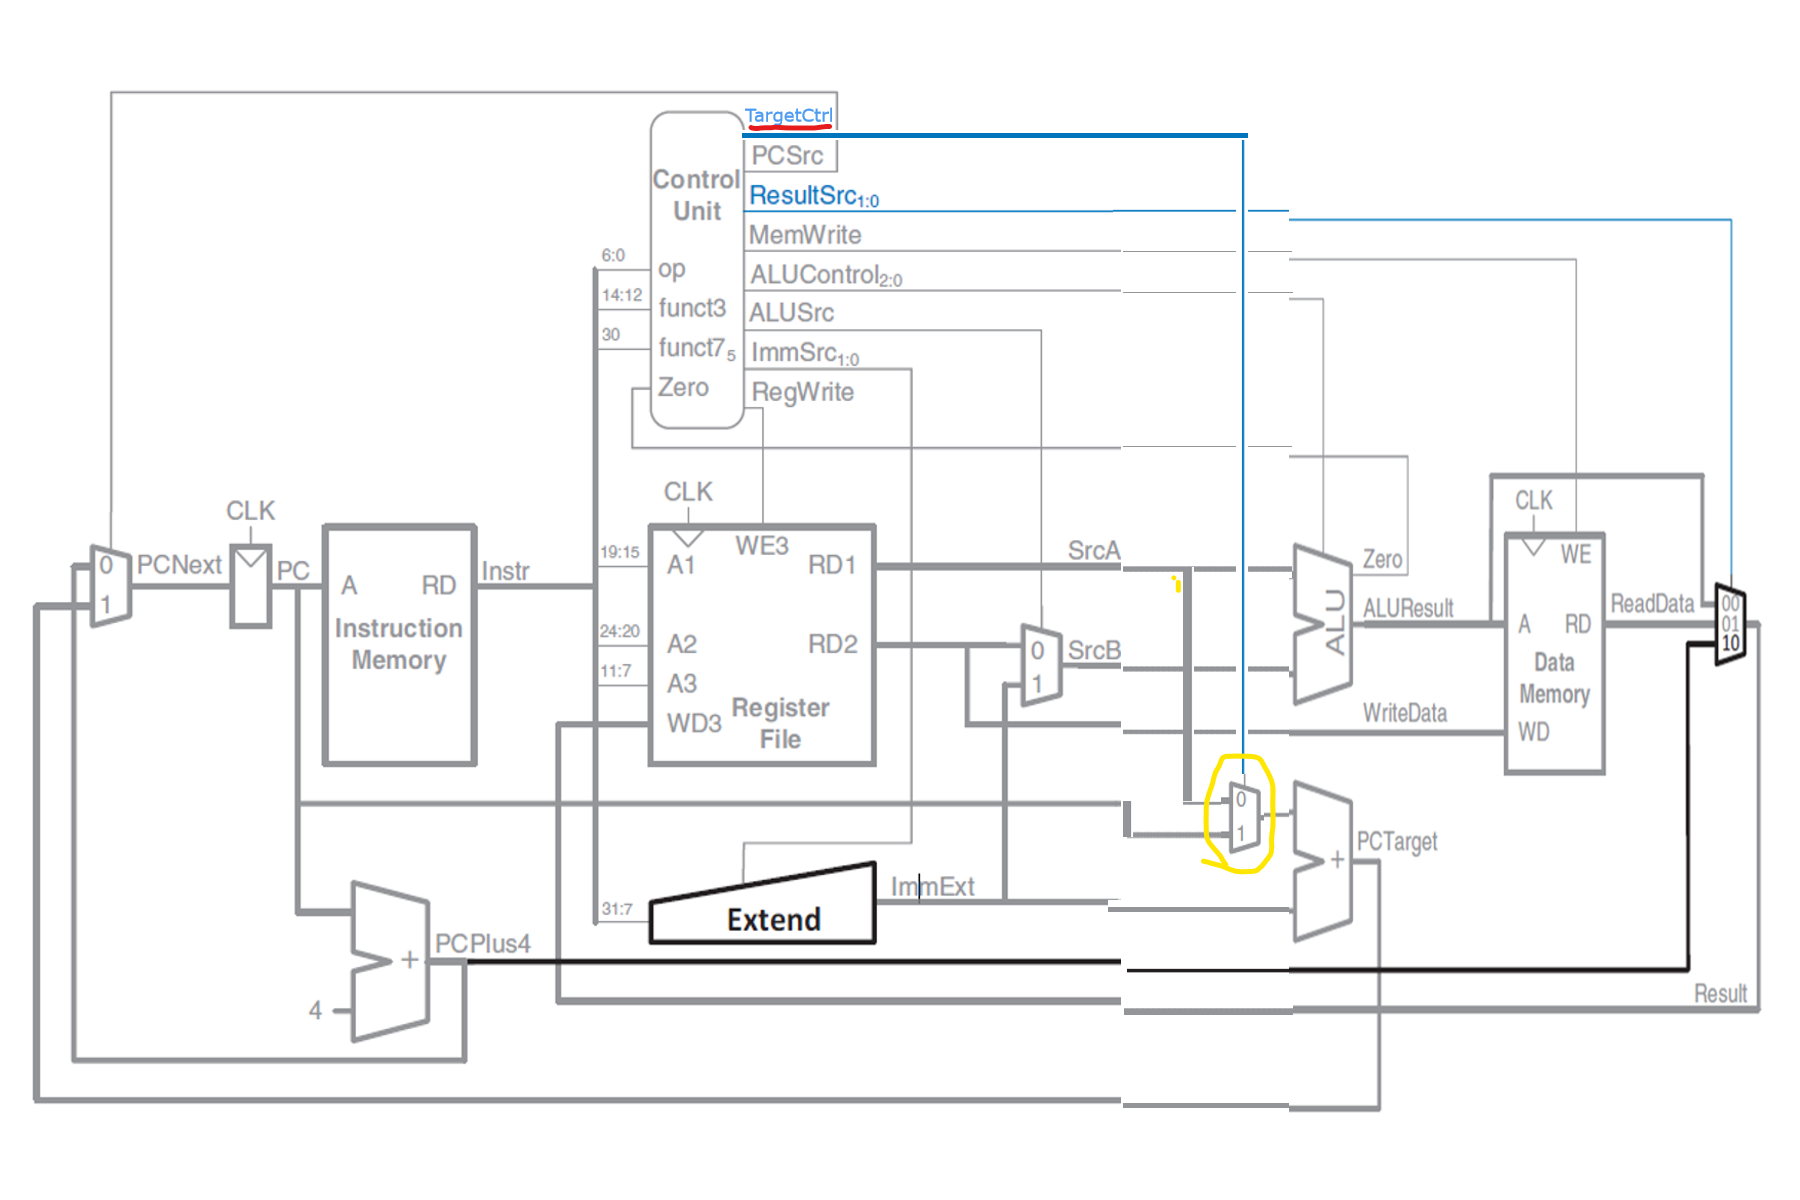 TargetCtrl
PCSrc
Control
Unit
ResultSrc1:0
MemWrite
6:0
op
ALUControl2:0
14:12
funct3
ALUSrc
30
funct75
ImmSrc1:0
Zero
RegWrite
CLK
CLK
CLK
0
1
PCNext
PC
A
RD
Instruction
Memory
Instr
19:15
A1
WE3
RD1
SrcA
24:20
A2
RD2
11:7
A3
WD3
Register
File
0
1
SrcB
ALU
Zero
ALUResult
WE
A
RD
Data
Memory
WD
ReadData
00
01
10
WriteData
0
1
+
PCTarget
31:7
Extend
ImmExt
PCPlus4
+
4
Result